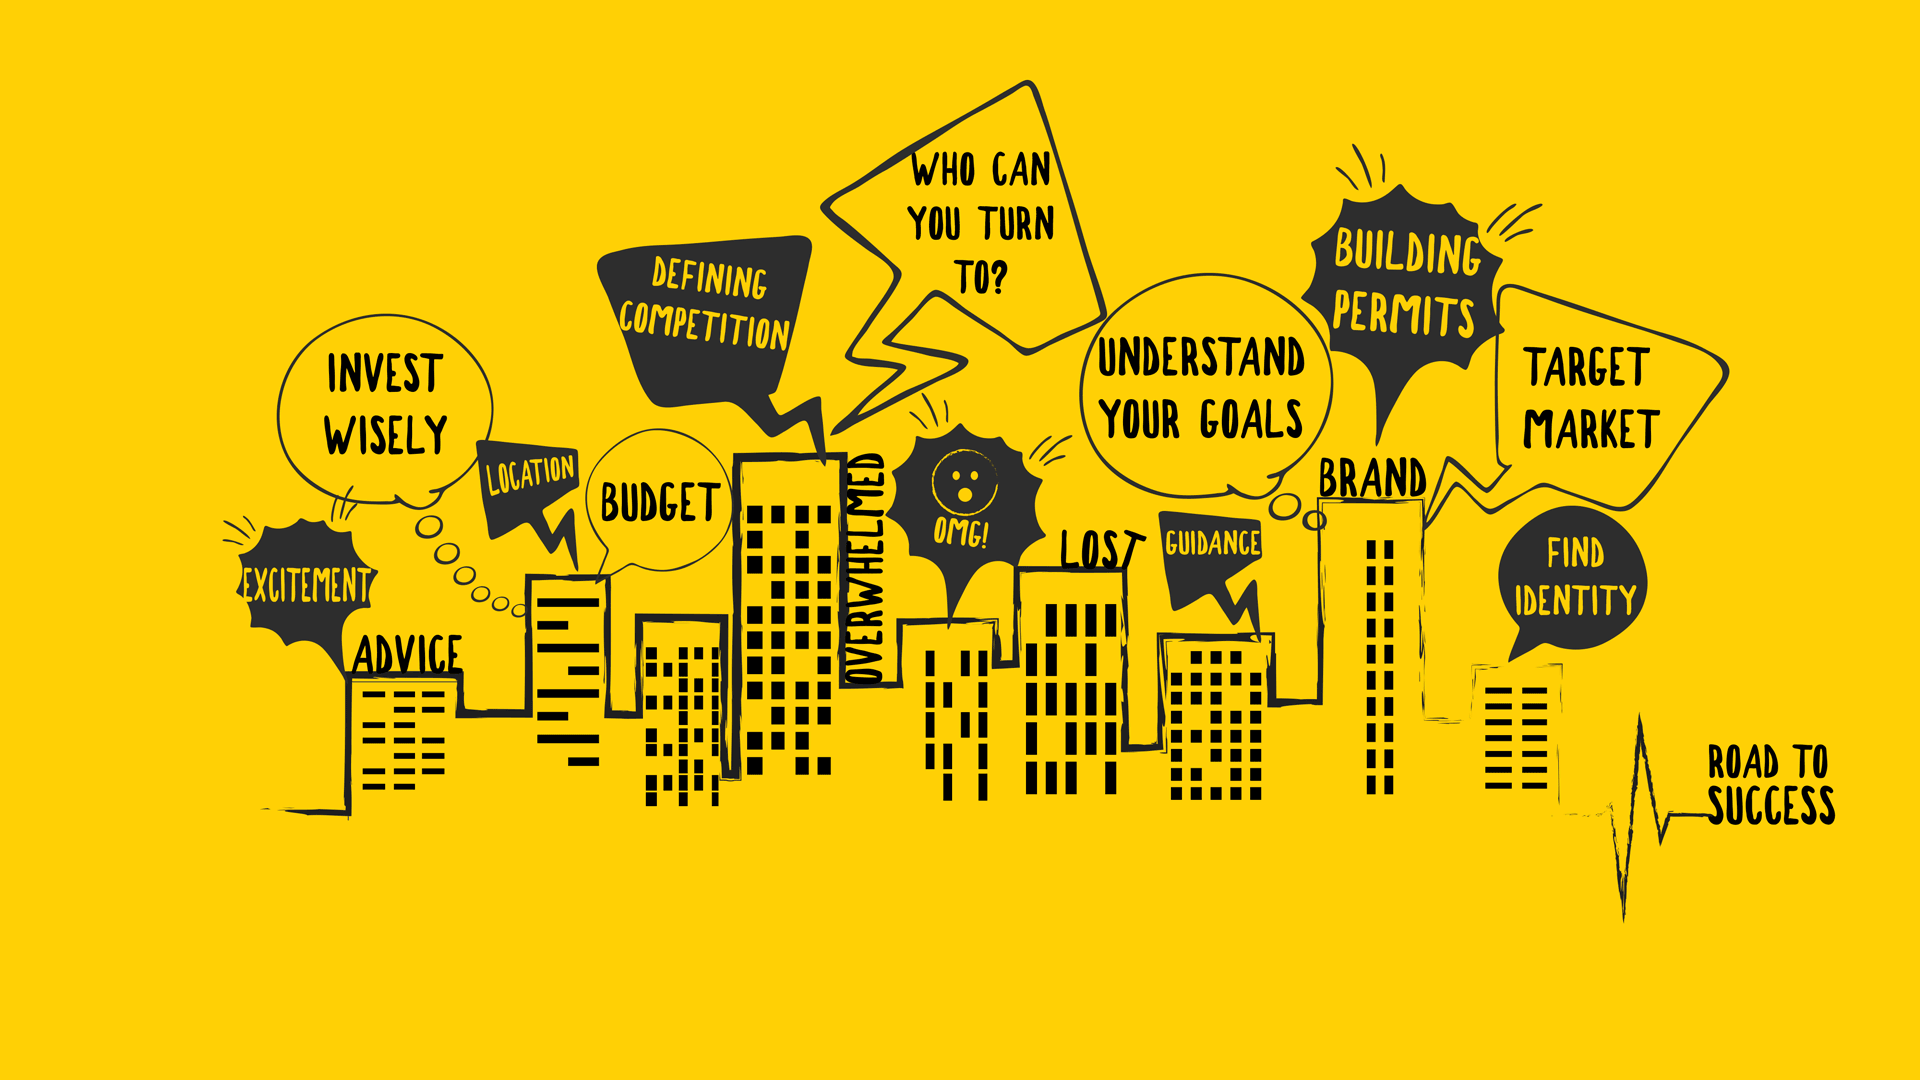 WHO CAN
YOU TURN
TO?
DEFINING
COMPETITION
BUILDING
PERMITS
INVEST
WISELY
UNDERSTAND
YOUR GOALS
TARGET
MARKET
LOCATION
BUDGET
OVERWHELMED
OMG!
LOST
GUIDANCE
BRAND
FIND
IDENTITY
EXCITEMENT
ADVICE
ROAD TO
SUCCESS